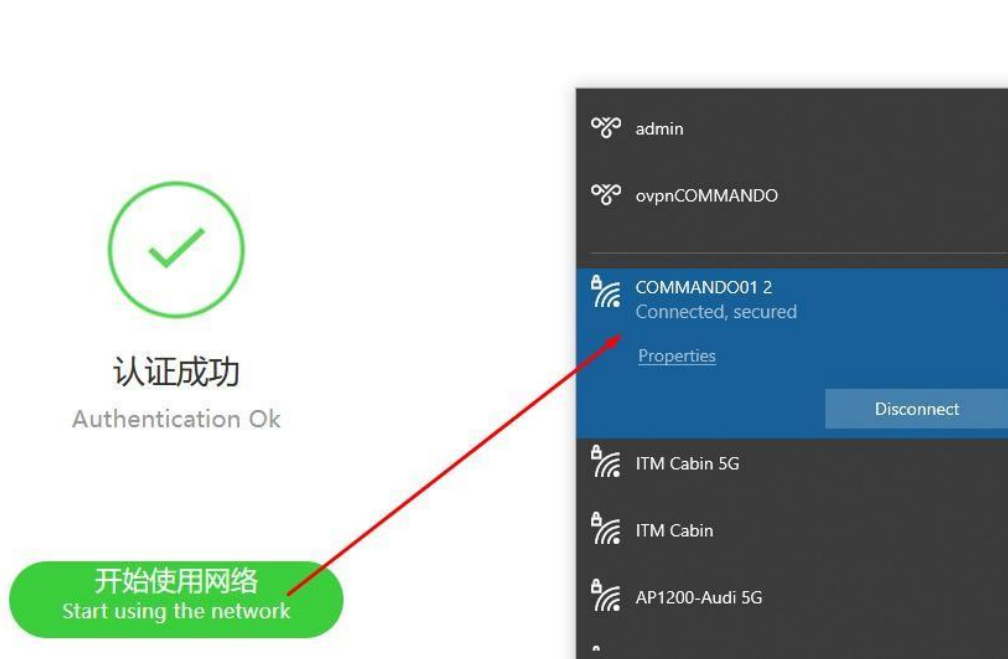 认证成功
Authentication Ok
开始使用网络
Start using the network
admin
ovpnCOMMANDO
COMMANDO01 2
Connected, secured
Properties
Disconnect
ITM Cabin 5G
ITM Cabin
AP1200-Audi 5G